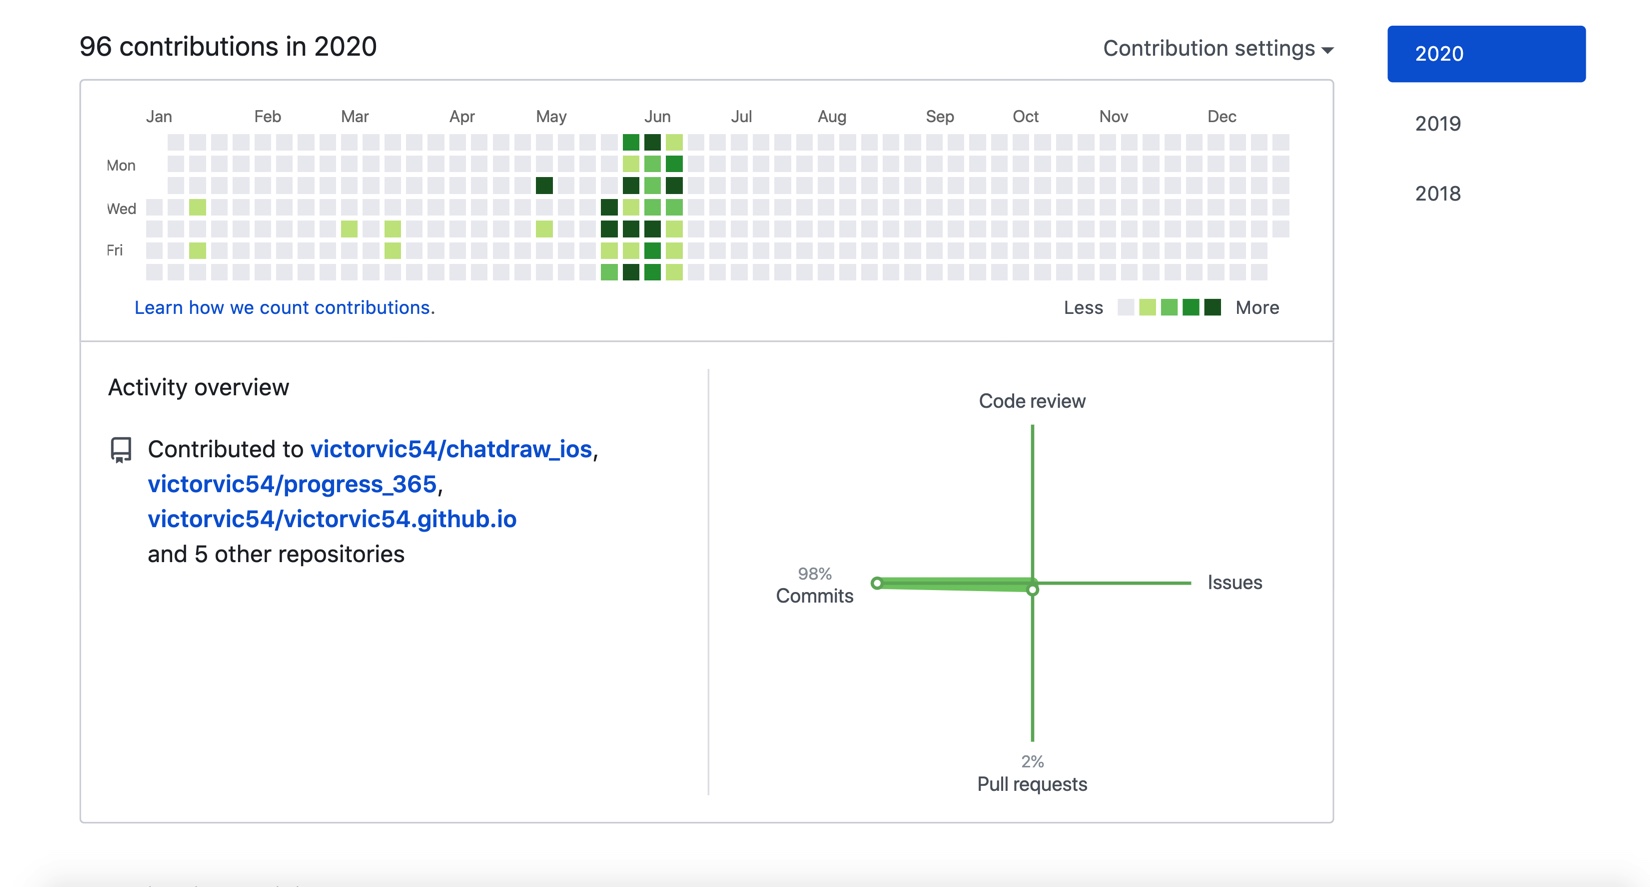 96 contributions in 2020
Contribution settings
2020
2019
2018
Jan Feb Mar Apr May Jun Jul Aug Sep Oct Nov Dec
Mon
Wed
Fri
Learn how we count contributions.
Less More
Activity overview
Contributed to victorvic54/chatdraw_ios,
victorvic54/progress_365,
victorvic54/victorvic54.github.io
and 5 other repositories
Code review
98%
Commits
Issues
2%
Pull requests